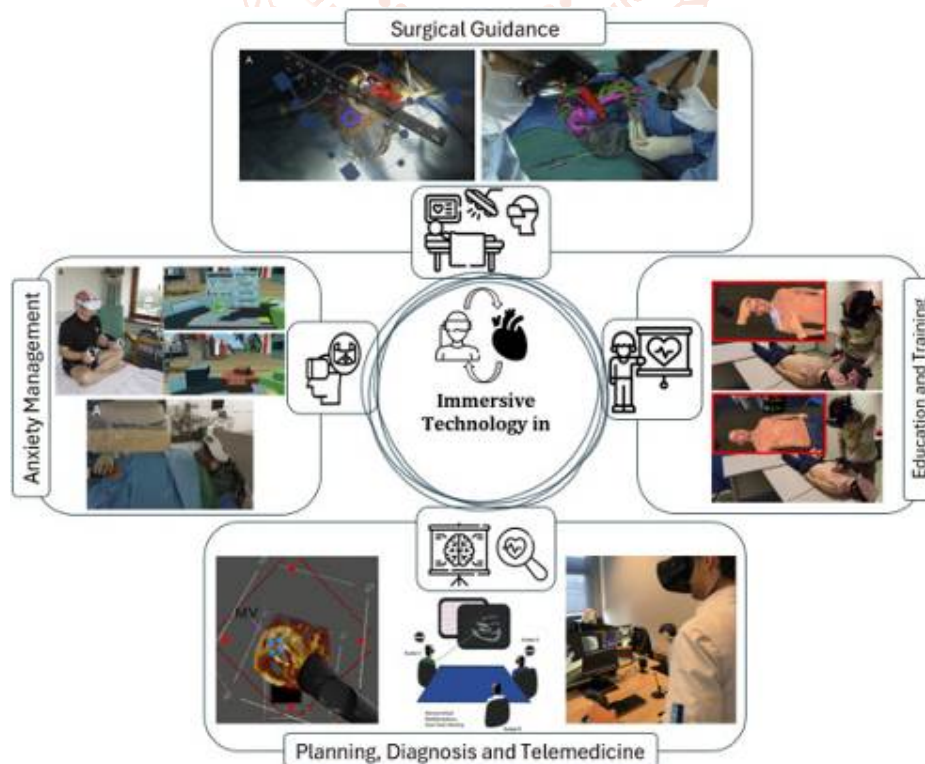 Surgical Guidance
A
Anxiety Management
Immersive
Technology in
Education and Training
MV
Planning, Diagnosis and Telemedicine